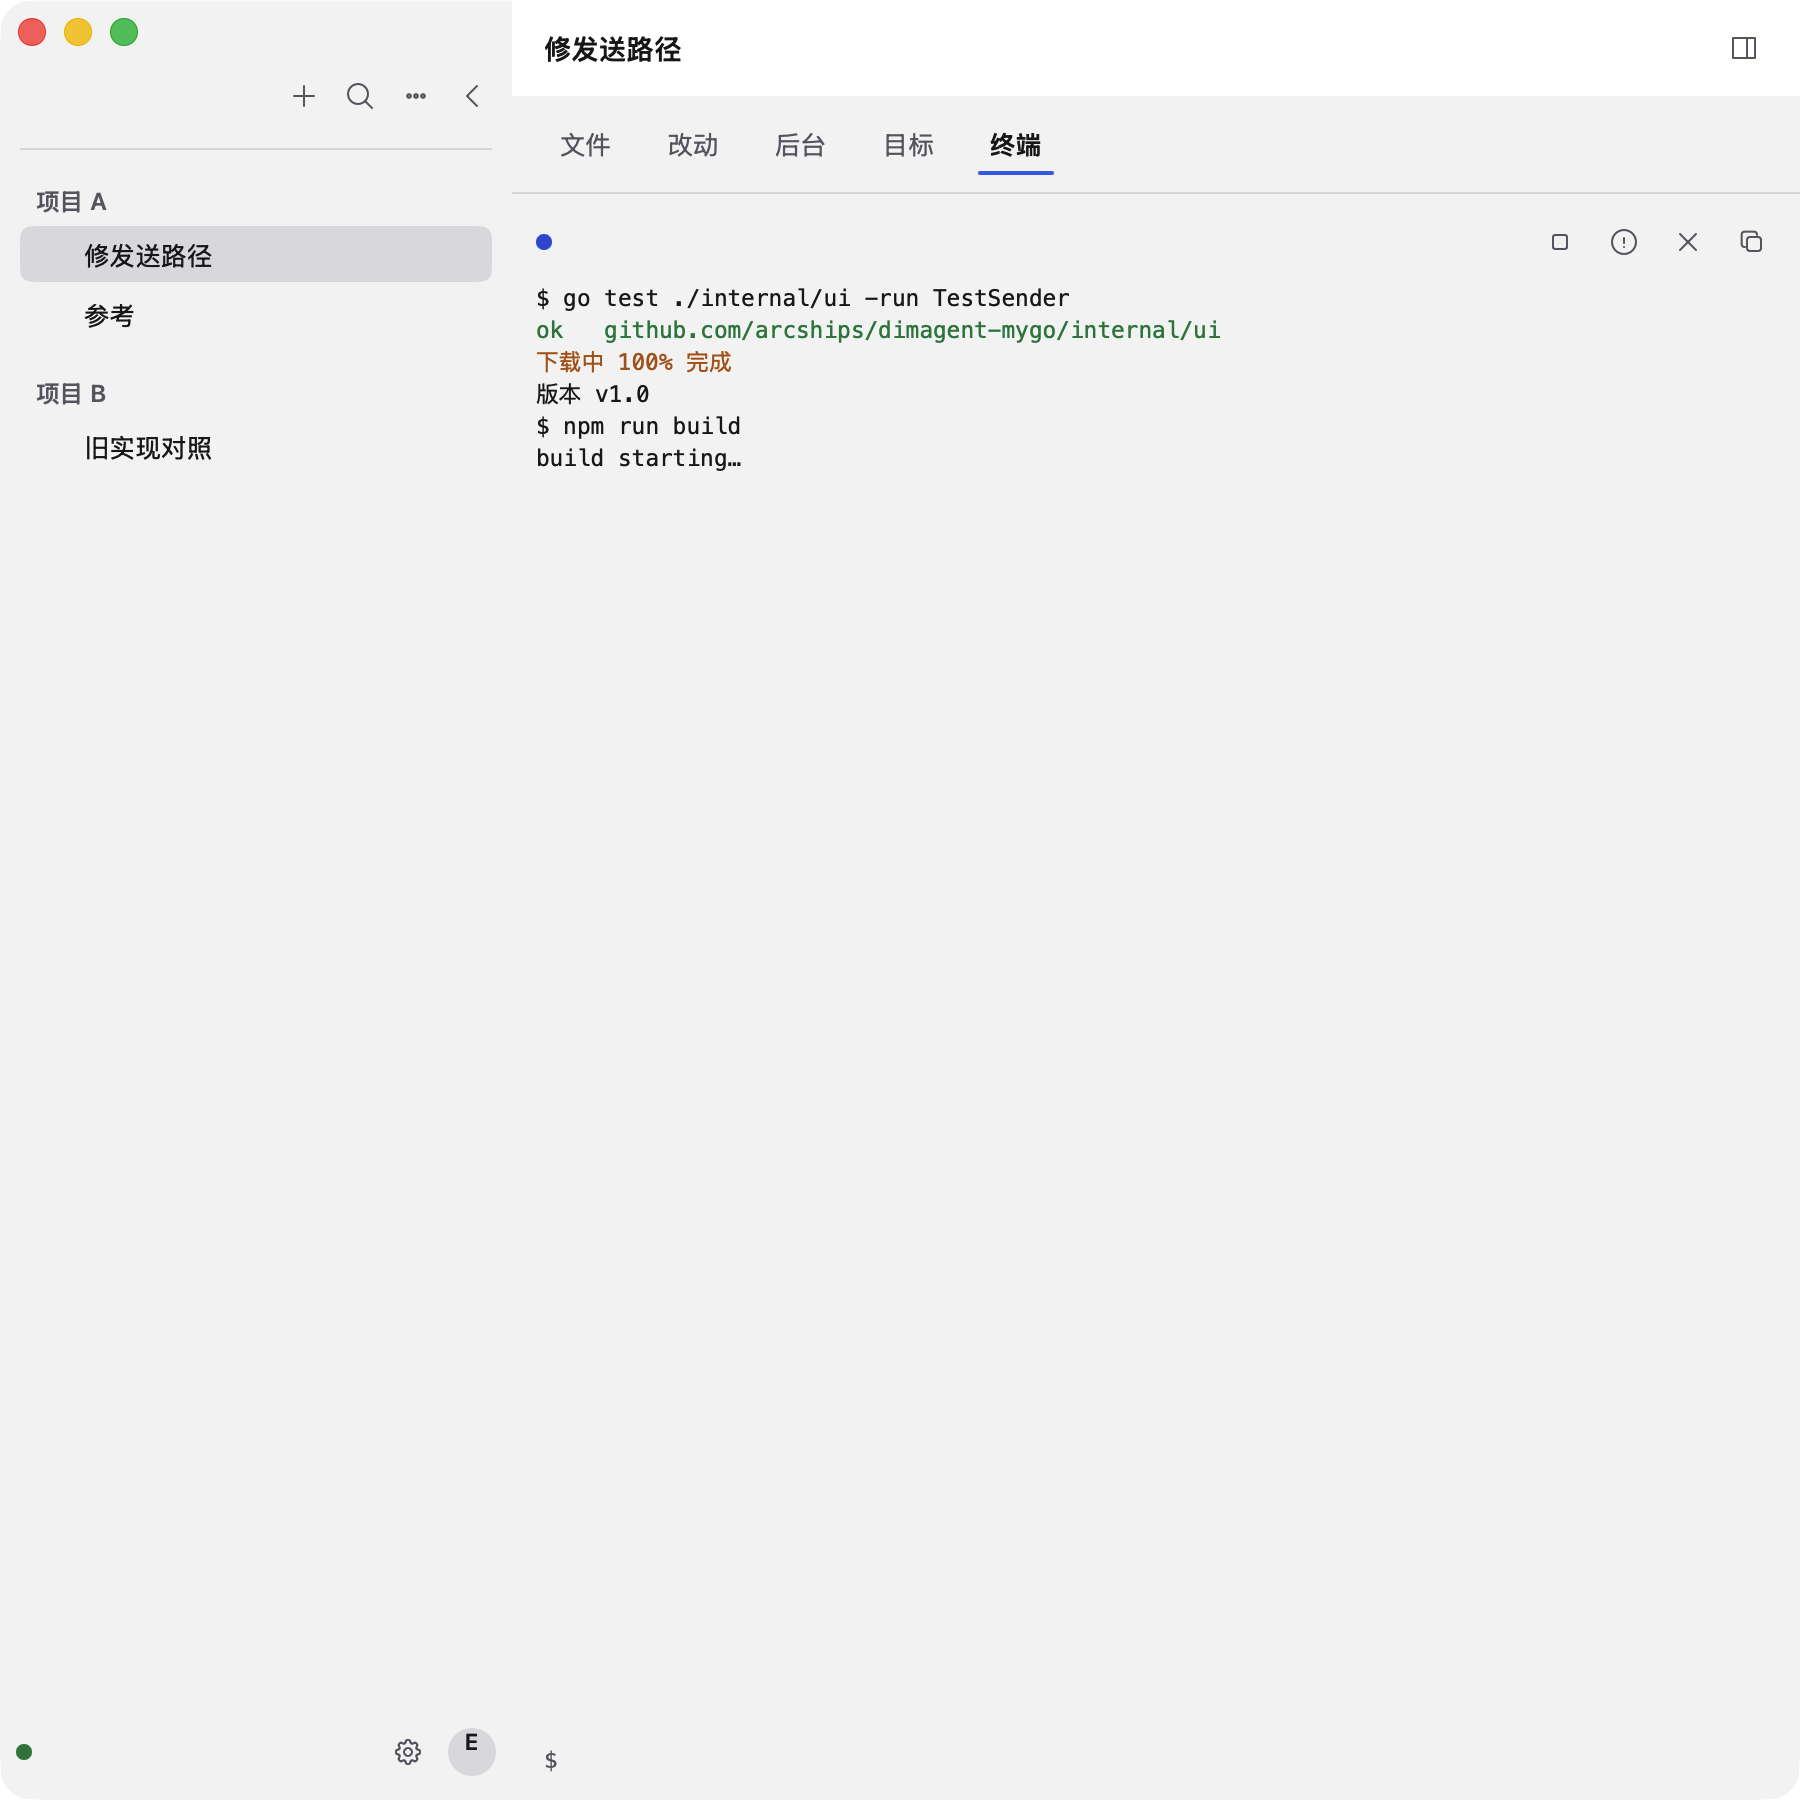 项目 A
修发送路径
参考
项目 B
旧实现对照
E
修发送路径
文件 改动 后台 目标 终端
$ go test ./internal/ui -run TestSender
ok   github.com/arcships/dimagent-mygo/internal/ui
下载中 100% 完成
版本 v1.0
$ npm run build
build starting…
$